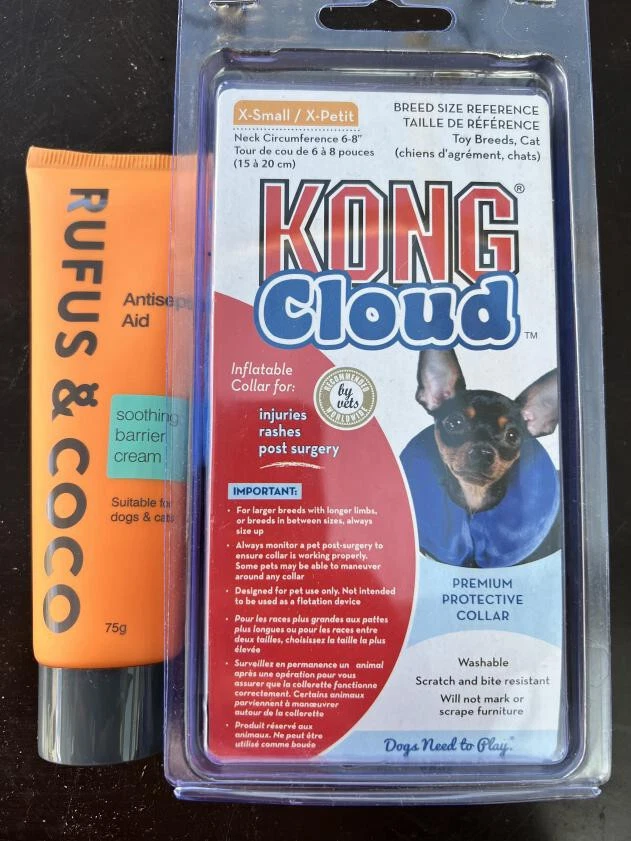 RUFUS & COCO
Antisep
Aid
soothing
barrier
cream
Suitable for
dogs & cats
75g
X-Small / X-Petit
Neck Circumference 6-8"
Tour de cou de 6 à 8 pouces
(15 à 20 cm)
BREED SIZE REFERENCE
TAILLE DE RÉFÉRENCE
Toy Breeds, Cat
(chiens d'agrément, chats)
KONG®
Cloud™
Inflatable
Collar for:
injuries
rashes
post surgery
RECOMMENDED
by
vets
WORLDWIDE
IMPORTANT:
• For larger breeds with longer limbs,
or breeds in between sizes, always
size up
• Always monitor a pet post-surgery to
ensure collar is working properly.
Some pets may be able to maneuver
around any collar
• Designed for pet use only. Not intended
to be used as a flotation device
• Pour les races plus grandes aux pattes
plus longues ou pour les races entre
deux tailles, choisissez la taille la plus
élevée
• Surveillez en permanence un animal
après une opération pour vous
assurer que la collerette fonctionne
correctement. Certains animaux
parviennent à manœuvrer
autour de la collerette
• Produit réservé aux
animaux. Ne peut être
utilisé comme bouée
PREMIUM
PROTECTIVE
COLLAR
Washable
Scratch and bite resistant
Will not mark or
scrape furniture
Dogs Need to Play.®